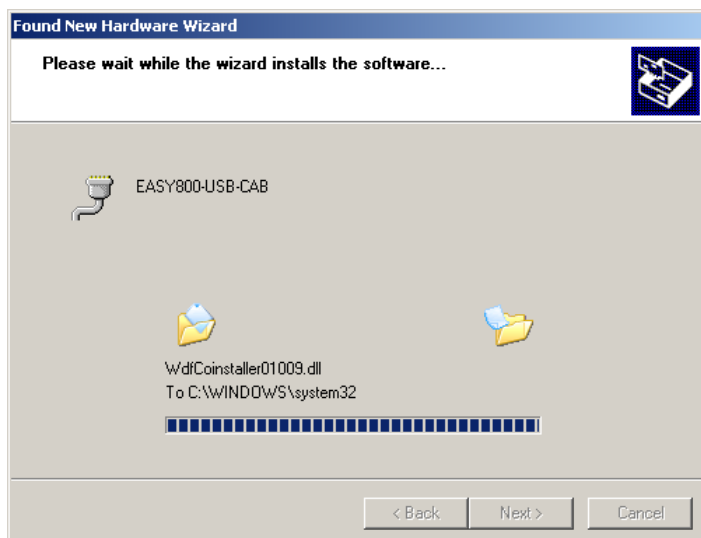 Found New Hardware Wizard
Please wait while the wizard installs the software...
EASY800-USB-CAB
WdfCoinstaller01009.dll
To C:\WINDOWS\system32
< Back
Next >
Cancel